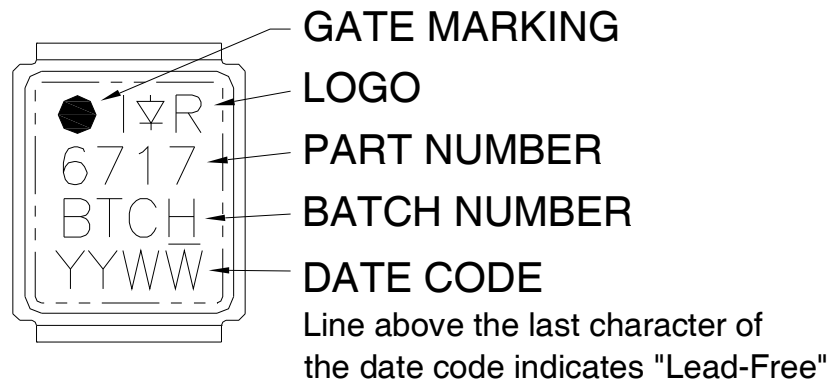 GATE MARKING
I R
LOGO
6717
PART NUMBER
BTCH
BATCH NUMBER
YYWW
DATE CODE
Line above the last character of
the date code indicates "Lead-Free"